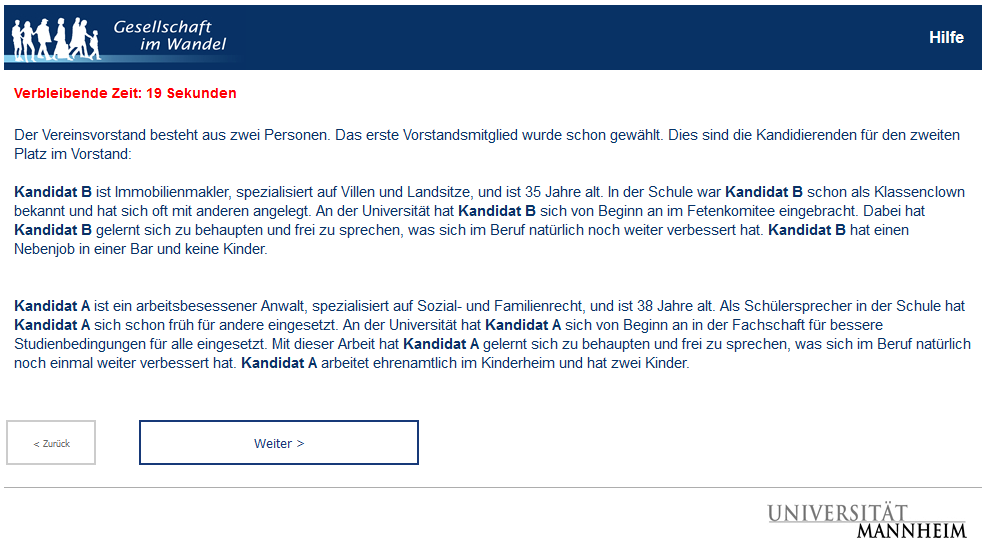 Gesellschaft
im Wandel
Hilfe
Verbleibende Zeit: 19 Sekunden
Der Vereinsvorstand besteht aus zwei Personen. Das erste Vorstandsmitglied wurde schon gewählt. Dies sind die Kandidierenden für den zweiten
Platz im Vorstand:
Kandidat B ist Immobilienmakler, spezialisiert auf Villen und Landsitze, und ist 35 Jahre alt. In der Schule war Kandidat B schon als Klassenclown
bekannt und hat sich oft mit anderen angelegt. An der Universität hat Kandidat B sich von Beginn an im Fetenkomitee eingebracht. Dabei hat
Kandidat B gelernt sich zu behaupten und frei zu sprechen, was sich im Beruf natürlich noch weiter verbessert hat. Kandidat B hat einen
Nebenjob in einer Bar und keine Kinder.
Kandidat A ist ein arbeitsbesessener Anwalt, spezialisiert auf Sozial- und Familienrecht, und ist 38 Jahre alt. Als Schülersprecher in der Schule hat
Kandidat A sich schon früh für andere eingesetzt. An der Universität hat Kandidat A sich von Beginn an in der Fachschaft für bessere
Studienbedingungen für alle eingesetzt. Mit dieser Arbeit hat Kandidat A gelernt sich zu behaupten und frei zu sprechen, was sich im Beruf natürlich
noch einmal weiter verbessert hat. Kandidat A arbeitet ehrenamtlich im Kinderheim und hat zwei Kinder.
< Zurück
Weiter >
UNIVERSITÄT
MANNHEIM